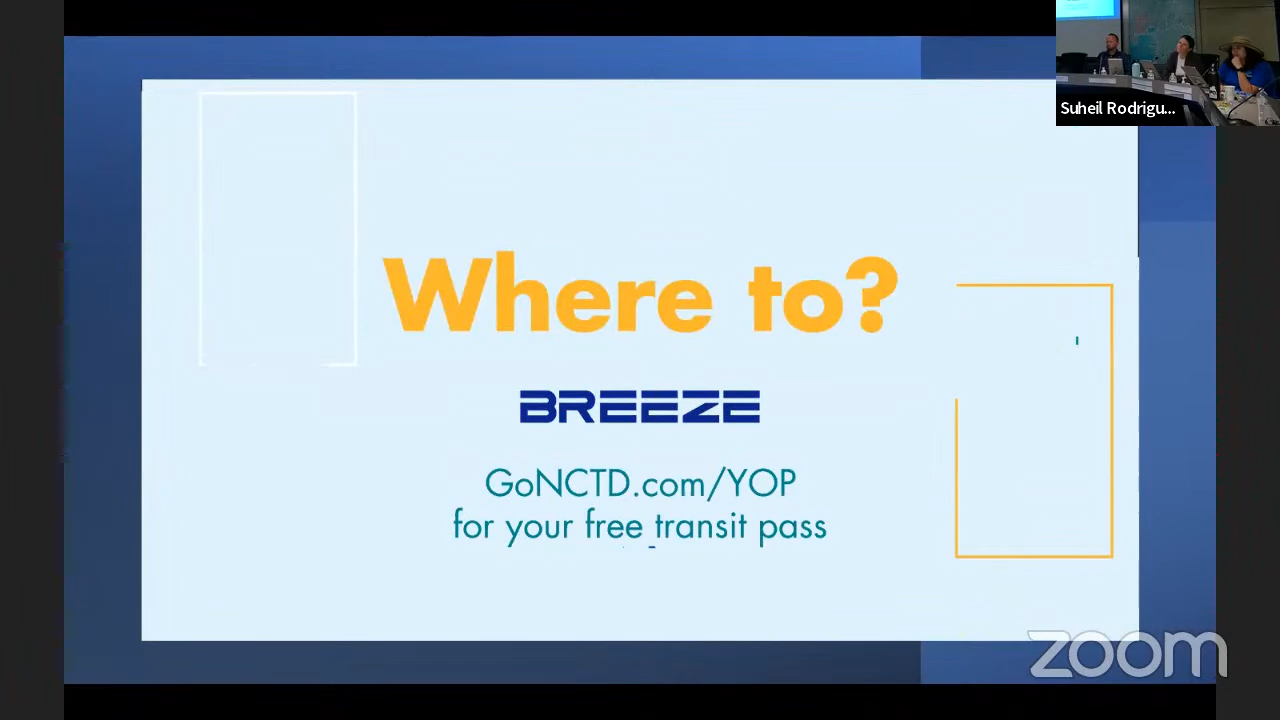 Suheil Rodrigu...
Where to?
BREEZE
GoNCTD.com/YOP
for your free transit pass
zoom